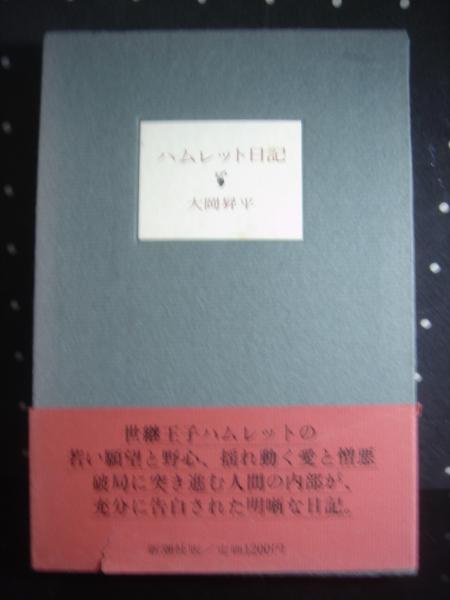 ハムレット日記
大岡昇平
世継王子ハムレットの
若い願望と野心、揺れ動く愛と憎悪
破局に突き進む人間の内部が、
充分に告白された明晰な日記。
新潮社版／定価1200円